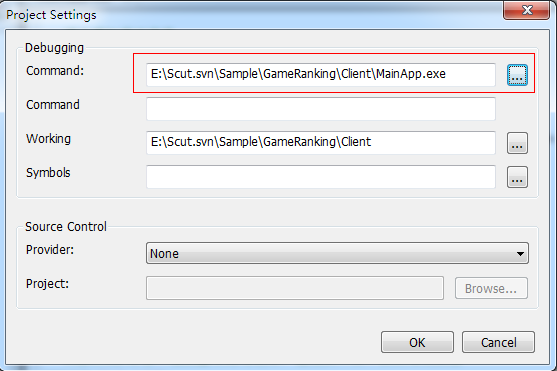 Project Settings
Debugging
Command: E:\Scut.svn\Sample\GameRanking\Client\MainApp.exe ...
Command
Working E:\Scut.svn\Sample\GameRanking\Client ...
Symbols ...
Source Control
Provider: None
Project: Browse...
OK Cancel